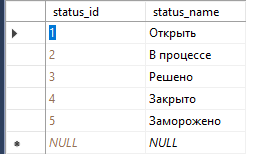 status_id status_name
1 Открыть
2 В процессе
3 Решено
4 Закрыто
5 Заморожено
NULL NULL